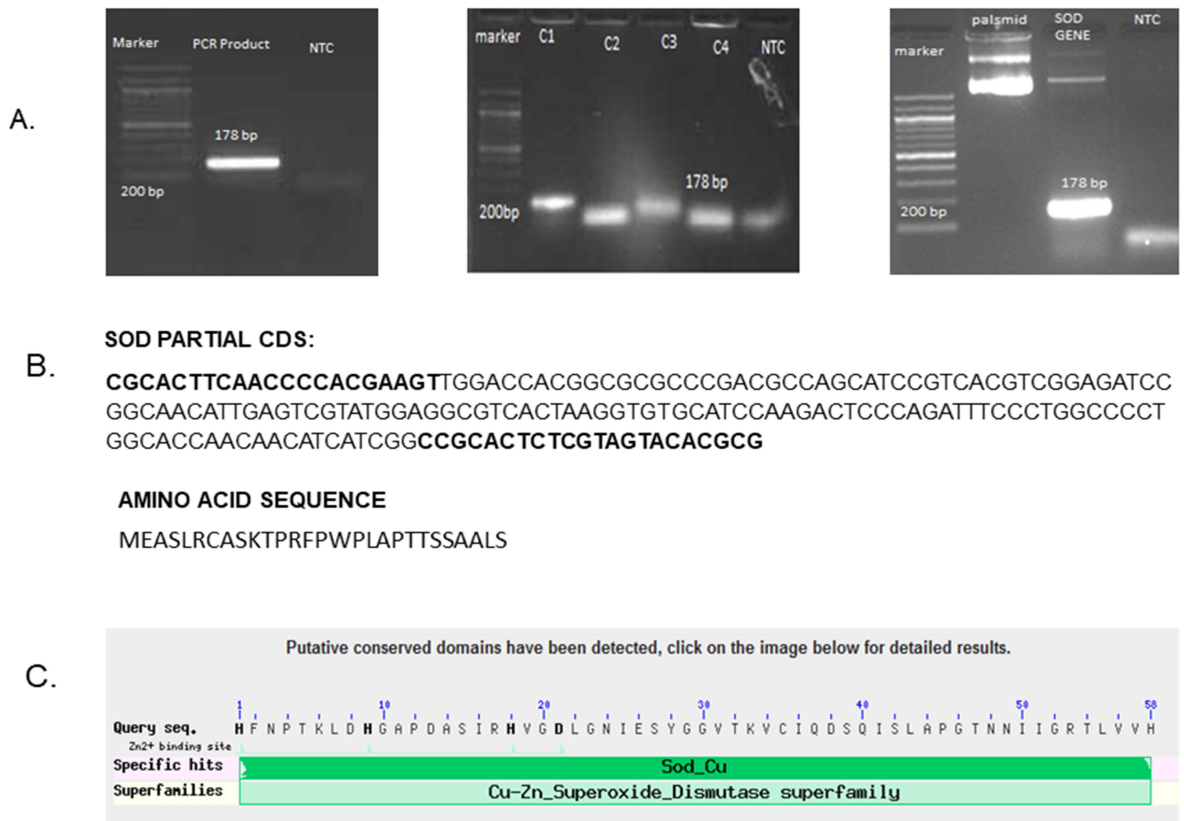 A.
Marker PCR Product NTC
178 bp
200 bp
marker C1 C2 C3 C4 NTC
178 bp
200bp
palsmid SOD GENE NTC
marker
178 bp
200 bp
B.
SOD PARTIAL CDS:
CGCACTTCAACCCCACGAAGTTGGACCACGGCGCGCCCGACGCCAGCATCCGTCACGTCGGAGATCC
GGCAACATTGAGTCGTATGGAGGCGTCACTAAGGTGTGCATCCAAGACTCCCAGATTTCCCTGGCCCCT
GGCACCAACAACATCATCGGCCGCACTCTCGTAGTACACGCG
AMINO ACID SEQUENCE
MEASLRCASKTPRFPWPLAPTTSSAALS
C.
Putative conserved domains have been detected, click on the image below for detailed results.
1 10 20 30 40 50 58
Query seq. H F N P T K L D H G A P D A S I R H V G D L G N I E S Y G G V T K V C I Q D S Q I S L A P G T N N I I G R T L V V H
Zn2+ binding site
Specific hits Sod_Cu
Superfamilies Cu-Zn_Superoxide_Dismutase superfamily